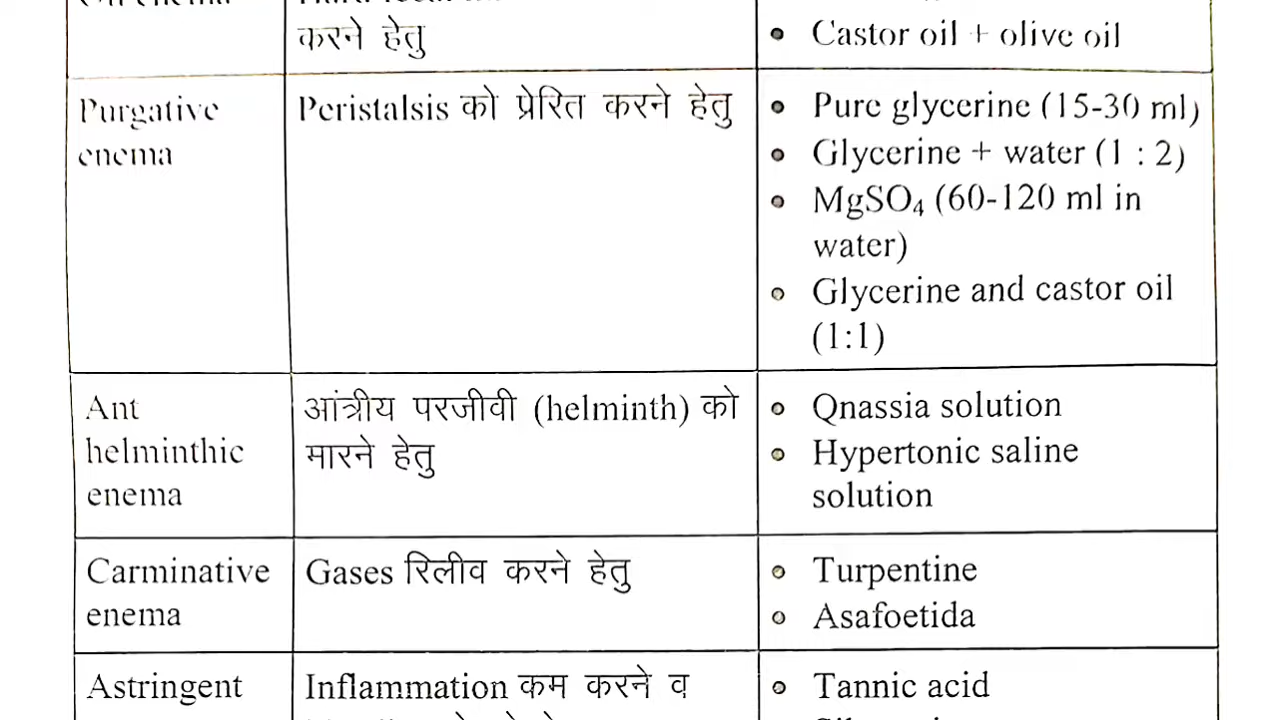 करने हेतु
Castor oil + olive oil
Purgative
enema
Peristalsis को प्रेरित करने हेतु
Pure glycerine (15-30 ml)
Glycerine + water (1 : 2)
MgSO₄ (60-120 ml in
water)
Glycerine and castor oil
(1:1)
Ant
helminthic
enema
आंत्रीय परजीवी (helminth) को
मारने हेतु
Qnassia solution
Hypertonic saline
solution
Carminative
enema
Gases रिलीव करने हेतु
Turpentine
Asafoetida
Astringent
Inflammation कम करने व
Tannic acid